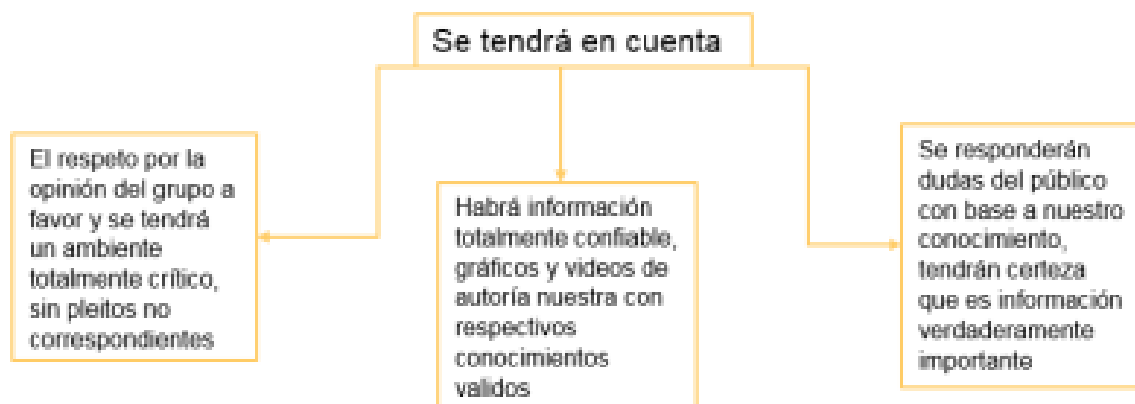 Se tendrá en cuenta
El respeto por la
opinión del grupo a
favor y se tendrá
un ambiente
totalmente crítico,
sin pleitos no
correspondientes
Habrá información
totalmente confiable,
gráficos y videos de
autoría nuestra con
respectivos
conocimientos
validos
Se responderán
dudas del público
con base a nuestro
conocimiento,
tendrán certeza
que es información
verdaderamente
importante